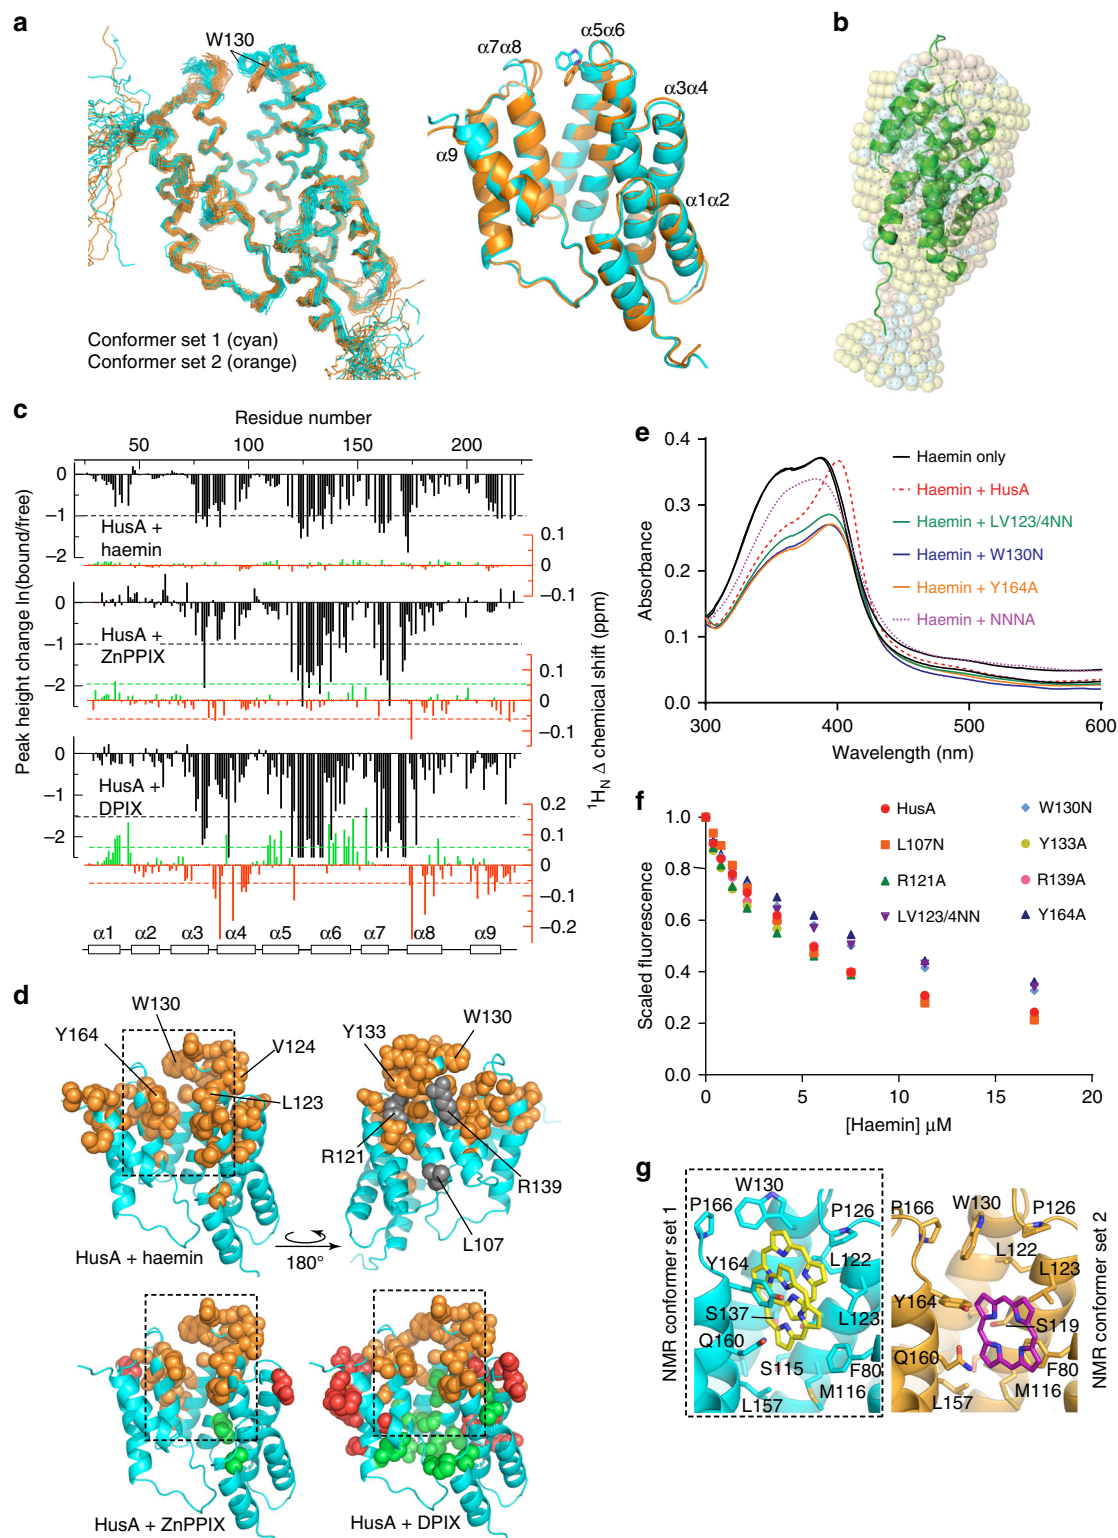 a
W130
α7α8
α5α6
α3α4
α9
α1α2
Conformer set 1 (cyan)
Conformer set 2 (orange)
b
c
Residue number
50
100
150
200
Peak height change ln(bound/free)
¹H_N Δ chemical shift (ppm)
0
−1
−2
HusA +
haemin
0.1
0
−0.1
0
−1
−2
HusA +
ZnPPIX
0.1
0
−0.1
0
−1
−2
HusA +
DPIX
0.2
0.1
0
−0.1
−0.2
α1
α2
α3
α4
α5
α6
α7
α8
α9
d
W130
Y164
V124
L123
HusA + haemin
180°
Y133
W130
R121
R139
L107
HusA + ZnPPIX
HusA + DPIX
e
Absorbance
0.4
0.3
0.2
0.1
0.0
300
400
500
600
Wavelength (nm)
Haemin only
Haemin + HusA
Haemin + LV123/4NN
Haemin + W130N
Haemin + Y164A
Haemin + NNNA
f
Scaled fluorescence
1.0
0.8
0.6
0.4
0.2
0.0
0
5
10
15
20
[Haemin] μM
HusA
L107N
R121A
LV123/4NN
W130N
Y133A
R139A
Y164A
g
NMR conformer set 1
W130
P166
P126
Y164
L122
S137
L123
Q160
S115
F80
L157
M116
P166
W130
P126
L122
L123
Y164
S119
Q160
F80
M116
L157
NMR conformer set 2